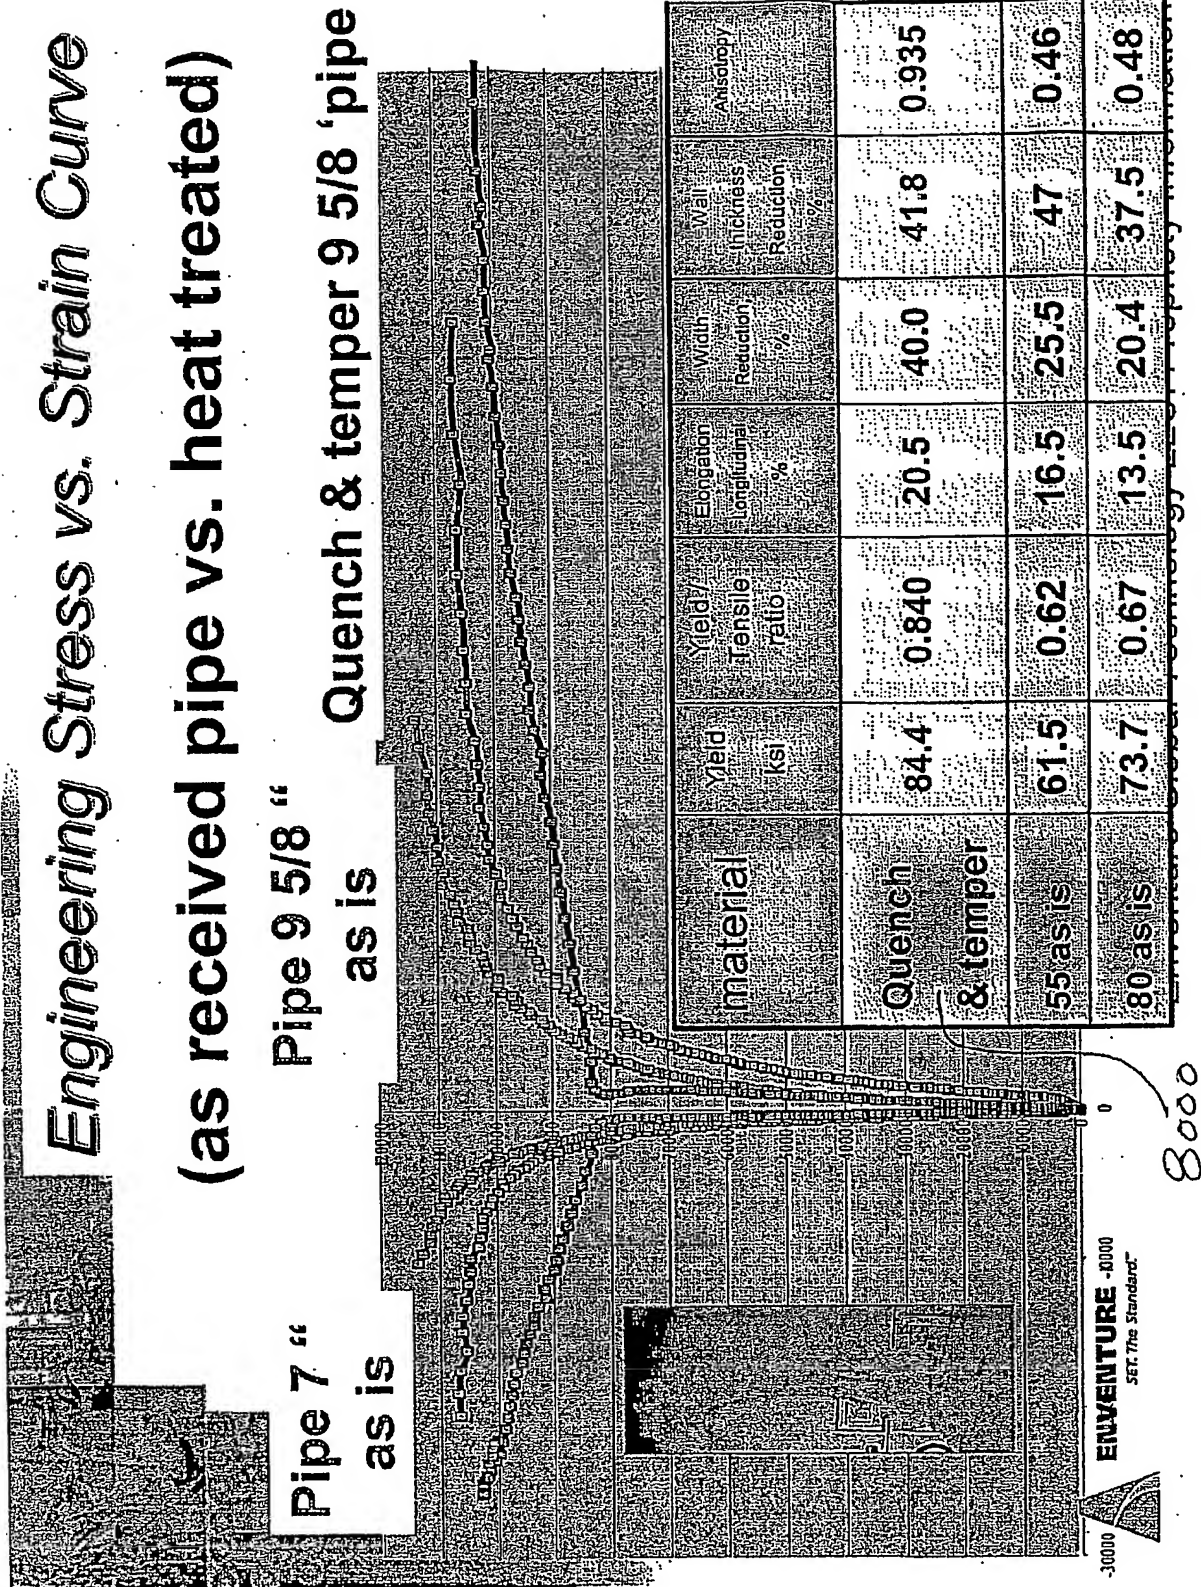 Engineering Stress vs. Strain Curve
(as received pipe vs. heat treated)
Pipe 7 “
as is
Pipe 9 5/8 “
as is
Quench & temper 9 5/8 ‘pipe
material
Yield
ksi
Yield /
Tensile
ratio
Elongation
Longitudinal
%
Width
Reduction
%
Wall
thickness
Reduction
%
Anisotropy
Quench
& temper
84.4
0.840
20.5
40.0
41.8
0.935
55 as is
61.5
0.62
16.5
25.5
47
0.46
80 as is
73.7
0.67
13.5
20.4
37.5
0.48
-30000
-10000
0
ENVENTURE
SET. The Standard.™
8000